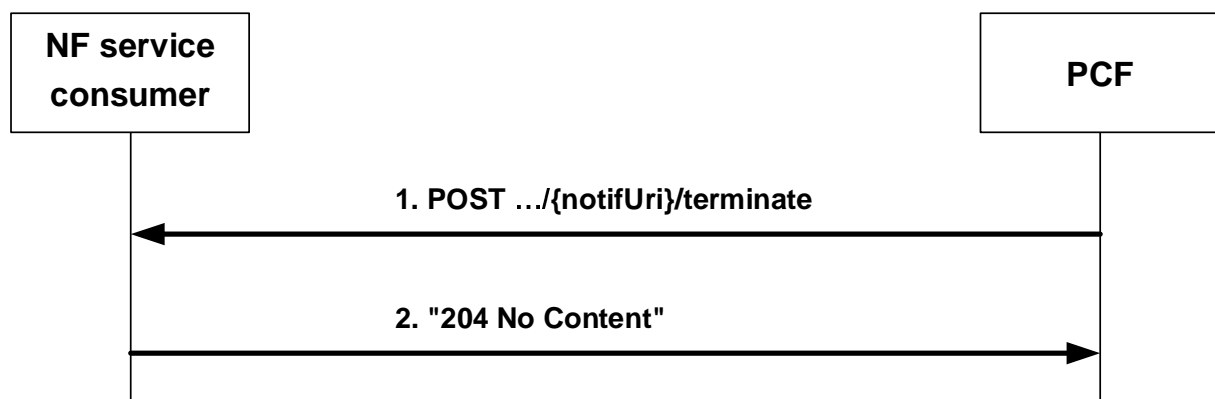 NF service
consumer
PCF
1. POST …/{notifUri}/terminate
2. "204 No Content"